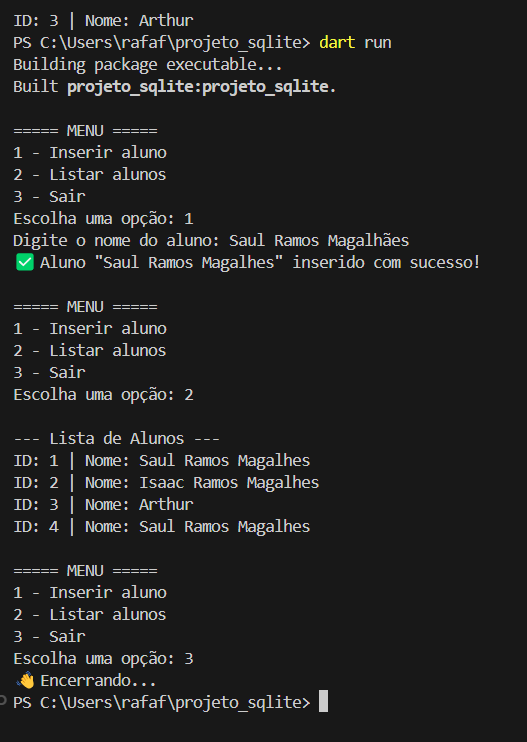 ID: 3 | Nome: Arthur
PS C:\Users\rafaf\projeto_sqlite> dart run
Building package executable...
Built projeto_sqlite:projeto_sqlite.
===== MENU =====
1 - Inserir aluno
2 - Listar alunos
3 - Sair
Escolha uma opção: 1
Digite o nome do aluno: Saul Ramos Magalhães
✅ Aluno "Saul Ramos Magalhes" inserido com sucesso!
===== MENU =====
1 - Inserir aluno
2 - Listar alunos
3 - Sair
Escolha uma opção: 2
--- Lista de Alunos ---
ID: 1 | Nome: Saul Ramos Magalhes
ID: 2 | Nome: Isaac Ramos Magalhes
ID: 3 | Nome: Arthur
ID: 4 | Nome: Saul Ramos Magalhes
===== MENU =====
1 - Inserir aluno
2 - Listar alunos
3 - Sair
Escolha uma opção: 3
👋 Encerrando...
PS C:\Users\rafaf\projeto_sqlite>